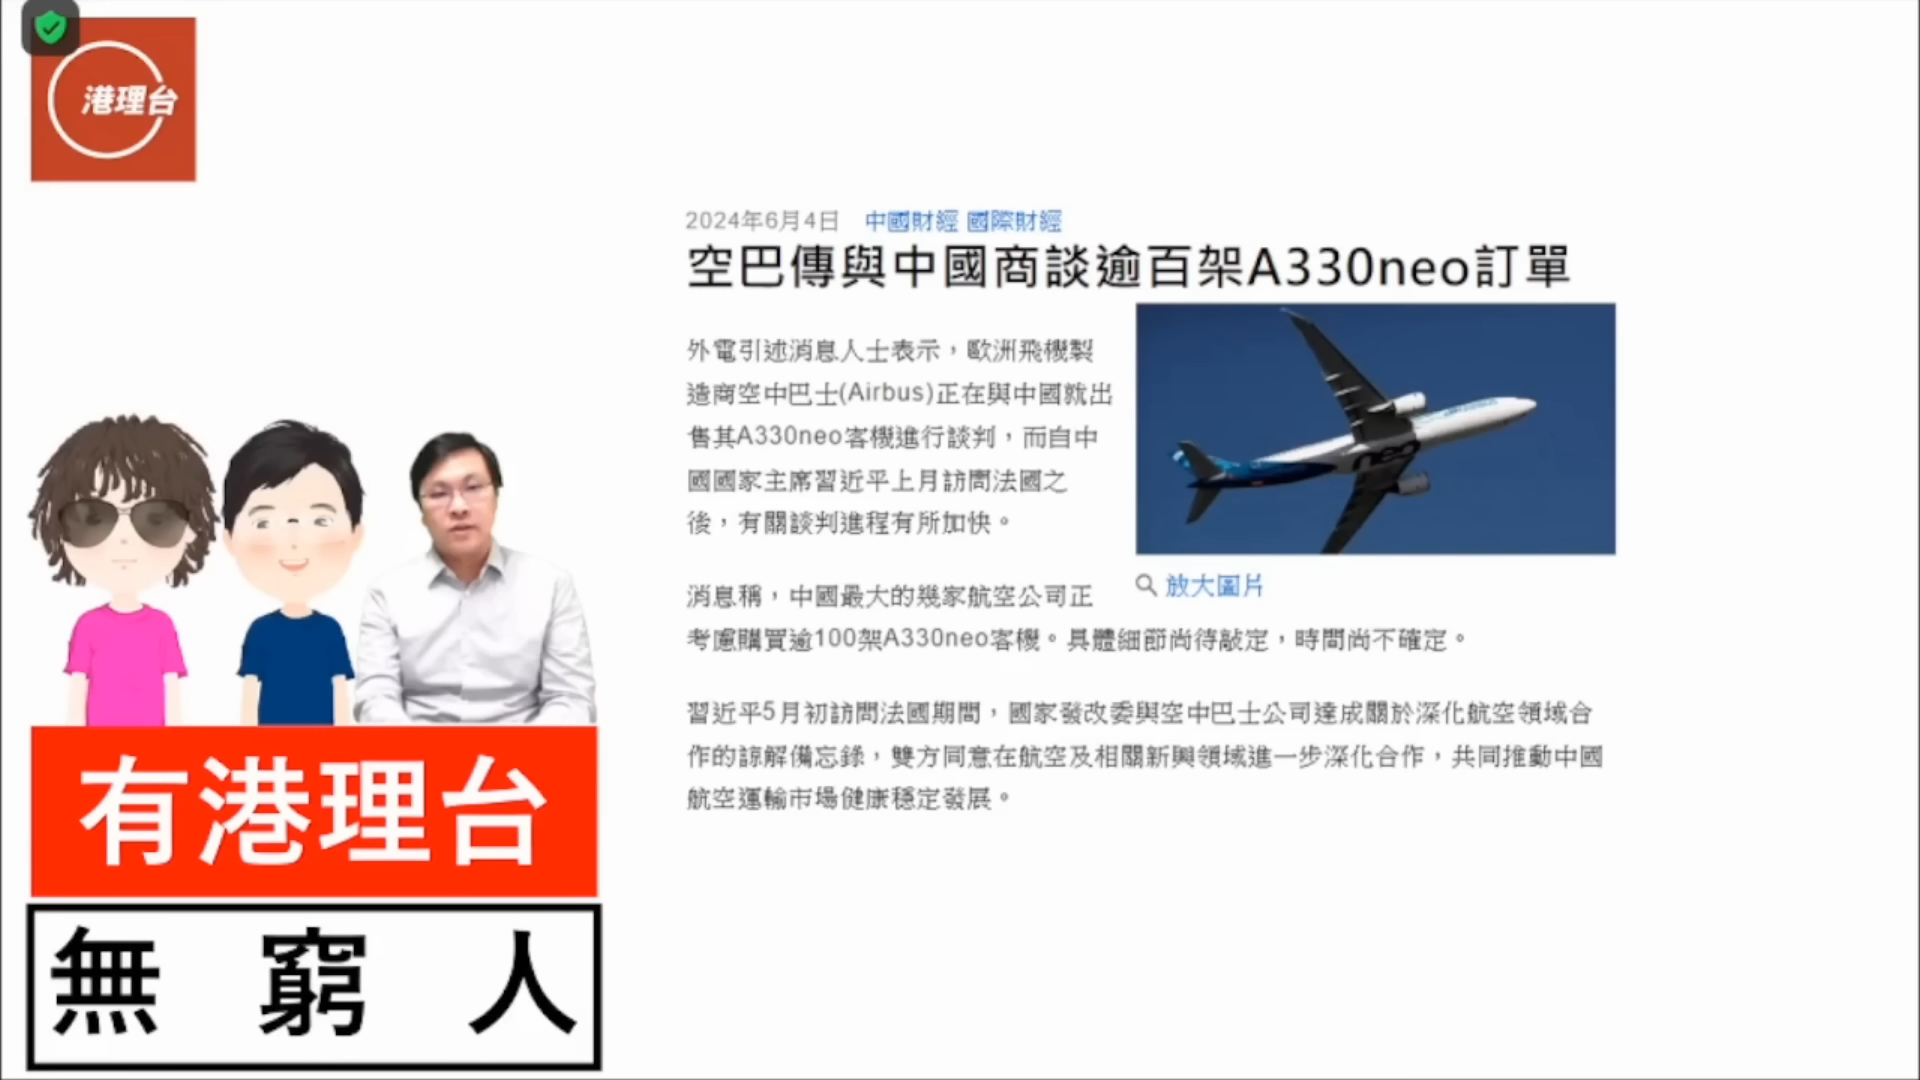 港理台
2024年6月4日 中國財經 國際財經
空巴傳與中國商談逾百架A330neo訂單
外電引述消息人士表示，歐洲飛機製
造商空中巴士(Airbus)正在與中國就出
售其A330neo客機進行談判，而自中
國國家主席習近平上月訪問法國之
後，有關談判進程有所加快。
neo
放大圖片
消息稱，中國最大的幾家航空公司正
考慮購買逾100架A330neo客機。具體細節尚待敲定，時間尚不確定。
習近平5月初訪問法國期間，國家發改委與空中巴士公司達成關於深化航空領域合
作的諒解備忘錄，雙方同意在航空及相關新興領域進一步深化合作，共同推動中國
航空運輸市場健康穩定發展。
有港理台
無窮人